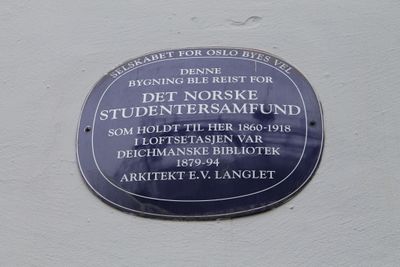 SELSKABET FOR OSLO BYES VEL
DENNE
BYGNING BLE REIST FOR
DET NORSKE
STUDENTERSAMFUND
SOM HOLDT TIL HER 1860-1918
I LOFTSETASJEN VAR
DEICHMANSKE BIBLIOTEK
1879-94
ARKITEKT E.V. LANGLET